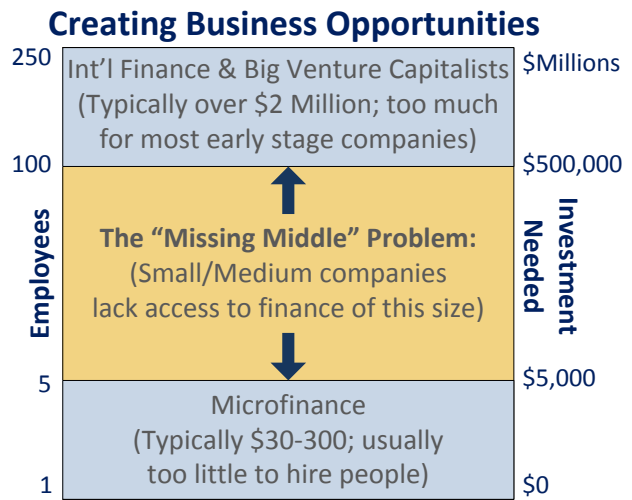 Creating Business Opportunities
250
Int'l Finance & Big Venture Capitalists
$Millions
(Typically over $2 Million; too much
for most early stage companies)
100
$500,000
Employees
The “Missing Middle” Problem:
(Small/Medium companies
lack access to finance of this size)
Investment
Needed
5
$5,000
Microfinance
(Typically $30-300; usually
too little to hire people)
1
$0